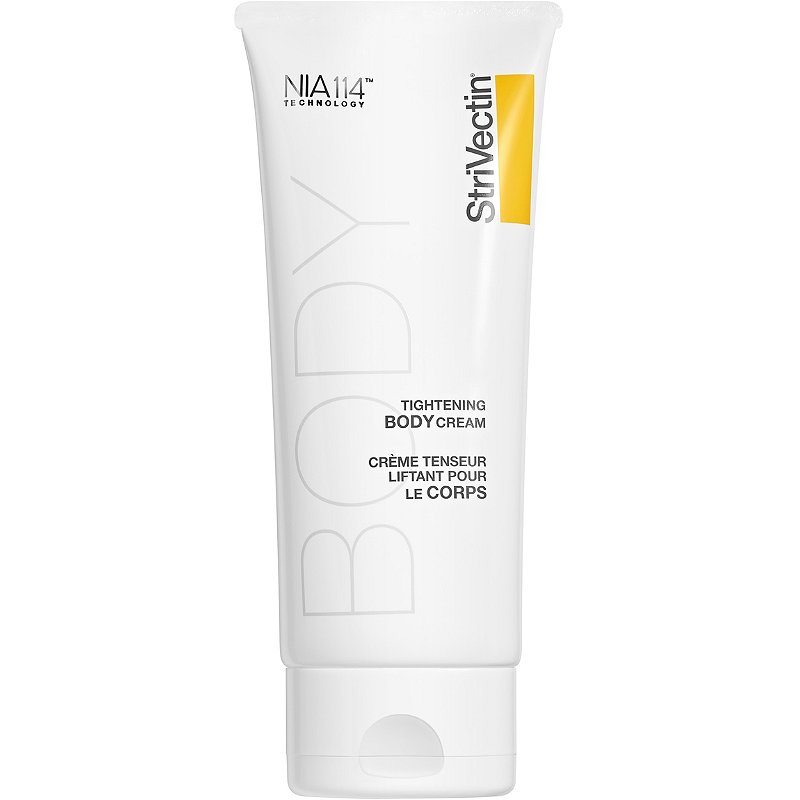 NIA114™
TECHNOLOGY
StriVectin®
BODY
TIGHTENING
BODY CREAM
CRÈME TENSEUR
LIFTANT POUR
LE CORPS